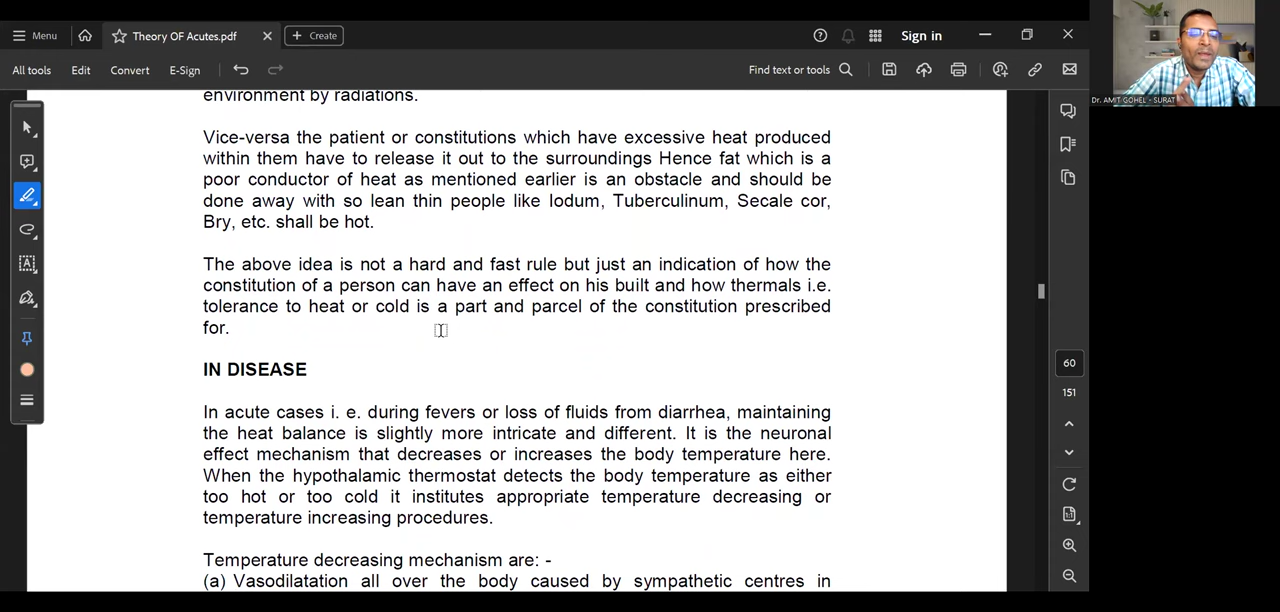 Menu
Theory OF Acutes.pdf
Create
Sign in
All tools
Edit
Convert
E-Sign
Find text or tools
Dr. AMIT GOHEL - SURAT
environment by radiations.
Vice-versa the patient or constitutions which have excessive heat produced
within them have to release it out to the surroundings Hence fat which is a
poor conductor of heat as mentioned earlier is an obstacle and should be
done away with so lean thin people like Iodum, Tuberculinum, Secale cor,
Bry, etc. shall be hot.
The above idea is not a hard and fast rule but just an indication of how the
constitution of a person can have an effect on his built and how thermals i.e.
tolerance to heat or cold is a part and parcel of the constitution prescribed
for.
IN DISEASE
In acute cases i. e. during fevers or loss of fluids from diarrhea, maintaining
the heat balance is slightly more intricate and different. It is the neuronal
effect mechanism that decreases or increases the body temperature here.
When the hypothalamic thermostat detects the body temperature as either
too hot or too cold it institutes appropriate temperature decreasing or
temperature increasing procedures.
Temperature decreasing mechanism are: -
(a) Vasodilatation all over the body caused by sympathetic centres in
60
151